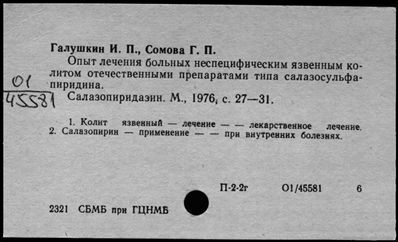 Галушкин И. П., Сомова Г. П.
Опыт лечения больных неспецифическим язвенным ко-
литом отечественными препаратами типа салазосульфа-
пиридина.
01
45581
Салазопиридазин. М., 1976, с. 27—31.
1. Колит язвенный — лечение — — лекарственное лечение.
2. Салазопирин — применение — — при внутренних болезнях.
П-2-2г 01/45581 6
2321 СБМБ при ГЦНМБ